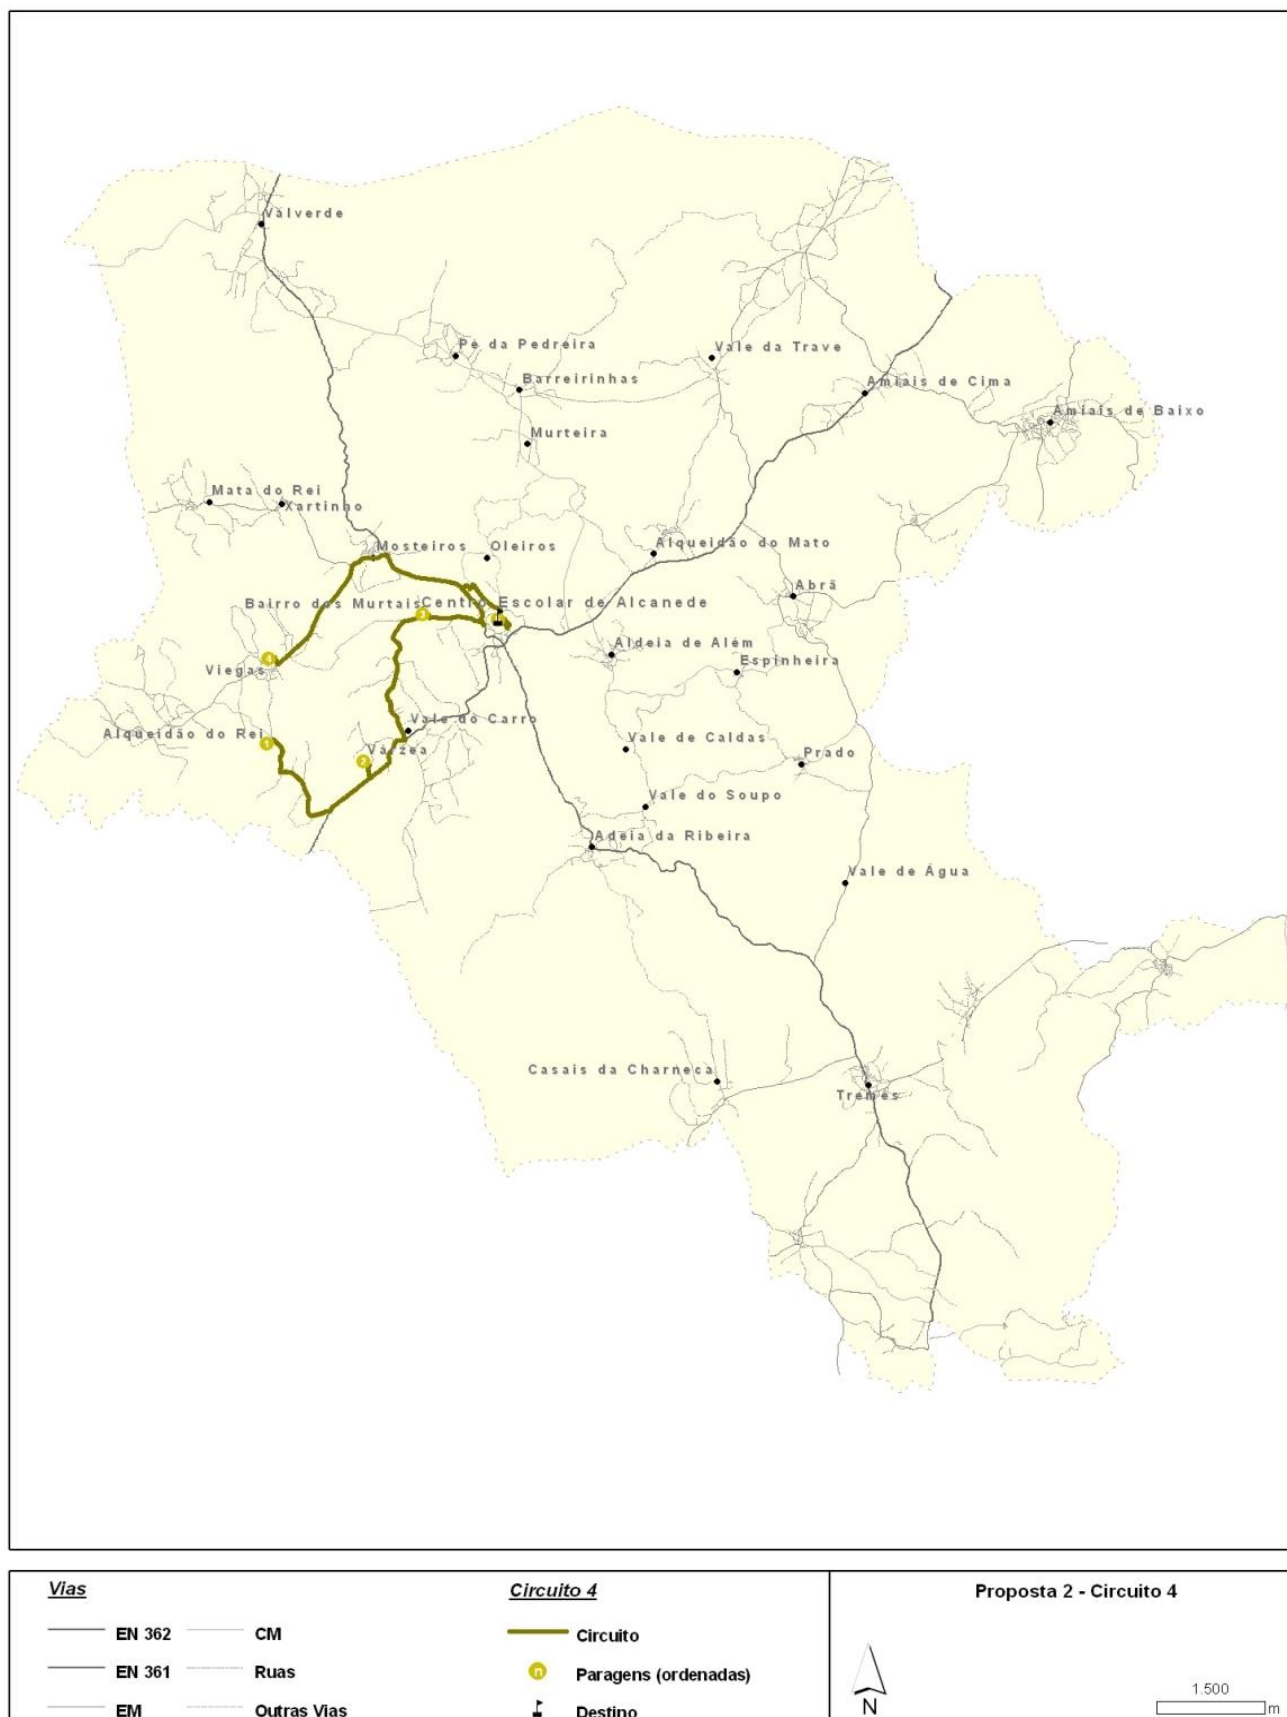 Valverde
Pé da Pedreira
Vale da Trave
Barreirinhas
Amiais de Cima
Amiais de Baixo
Murteira
Mata do Rei
Xartinho
Mosteiros
Oleiros
Alqueidão do Mato
Abrã
Bairro dos Murtais
Centro Escolar de Alcanede
3
Aldeia de Além
4
Espinheira
Viegas
Vale do Carro
Alqueidão do Rei
1
Várzea
2
Vale de Caldas
Prado
Vale do Soupo
Adeia da Ribeira
Vale de Água
Casais da Charneca
Tremês
Vias
Circuito 4
Proposta 2 - Circuito 4
EN 362
CM
Circuito
EN 361
Ruas
n
Paragens (ordenadas)
EM
Outras Vias
Destino
N
1.500
m